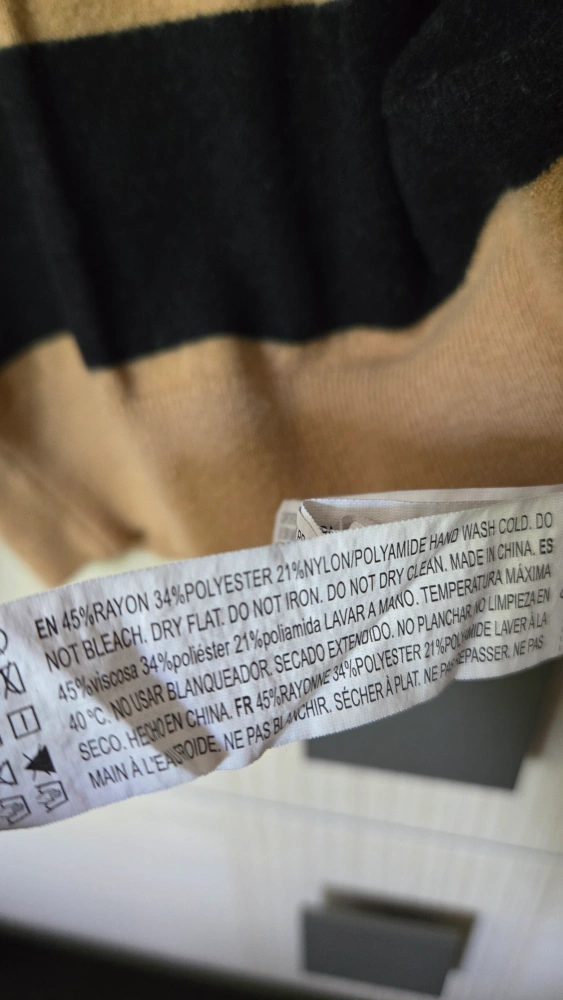 EN 45%RAYON 34%POLYESTER 21%NYLON/POLYAMIDE HAND WASH COLD. DO
NOT BLEACH. DRY FLAT. DO NOT IRON. DO NOT DRY CLEAN. MADE IN CHINA. ES
45%viscosa 34%poliéster 21%poliamida LAVAR A MANO. TEMPERATURA MÁXIMA
40ºC. NO USAR BLANQUEADOR. SECADO EXTENDIDO. NO PLANCHAR NO LIMPIEZA EN
SECO. HECHO EN CHINA. FR 45%RAYONNE 34%POLYESTER 21%POLYAMIDE LAVER À LA
MAIN À L'EAU FROIDE. NE PAS BLANCHIR. SÉCHER À PLAT. NE PAS REPASSER. NE PAS